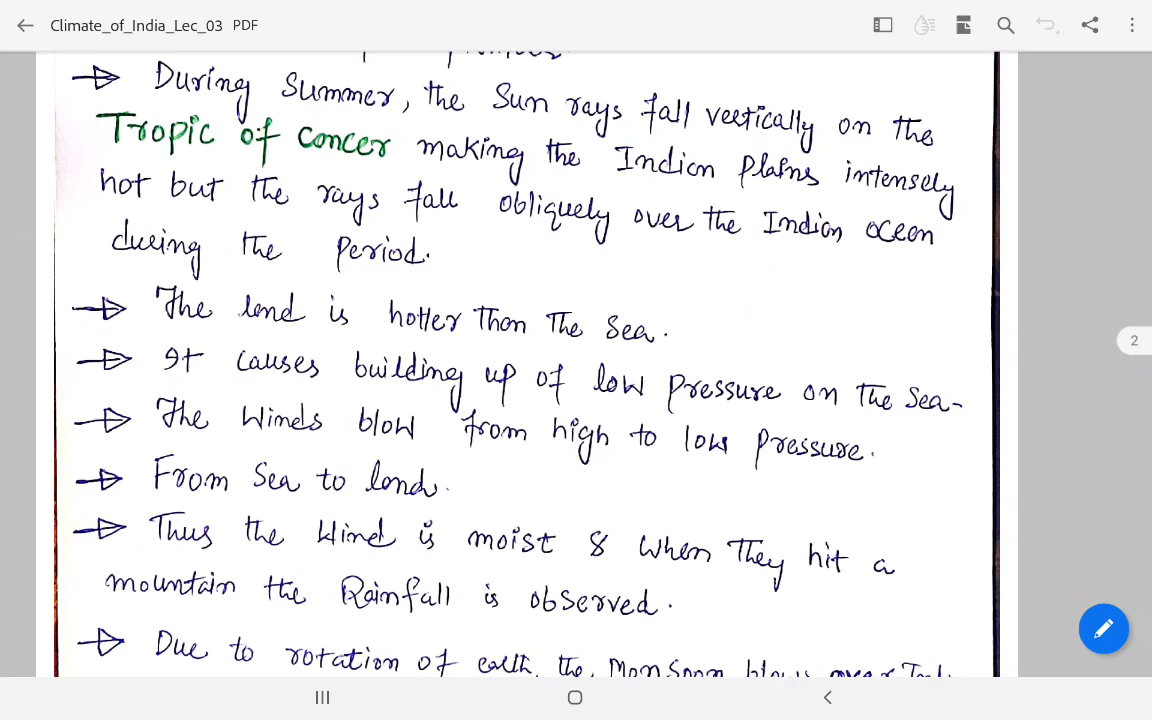 Climate_of_India_Lec_03 PDF
→ During Summer, the Sun rays fall vertically on the
Tropic of Cancer making the Indian Plains intensely
hot but the rays fall obliquely over the Indian ocean
during the Period.
→ The land is hotter than The Sea.
→ It causes building up of low Pressure on The Sea-
→ The Winds blow from high to low Pressure.
→ From Sea to land.
→ Thus the Wind is moist & When They hit a
mountain the Rainfall is observed.
→ Due to rotation of earth, the Monsoon blows over
2